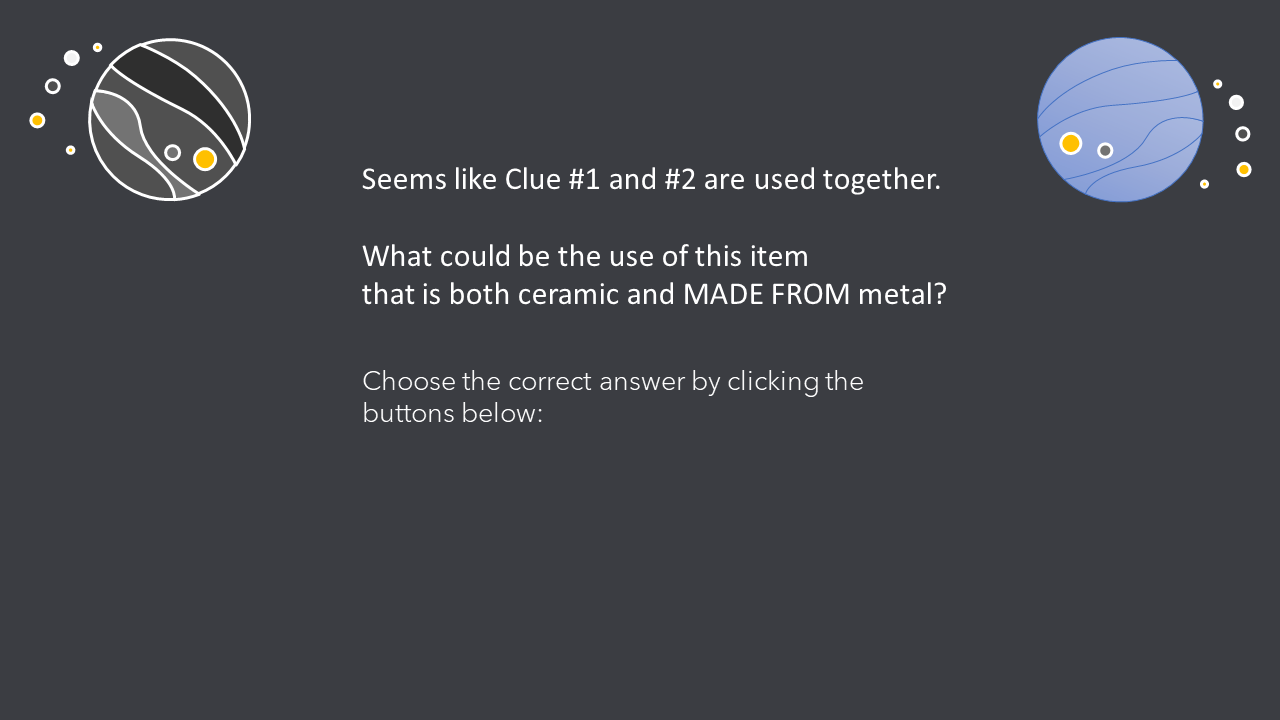 Seems like Clue #1 and #2 are used together.
What could be the use of this item
that is both ceramic and MADE FROM metal?
Choose the correct answer by clicking the
buttons below: